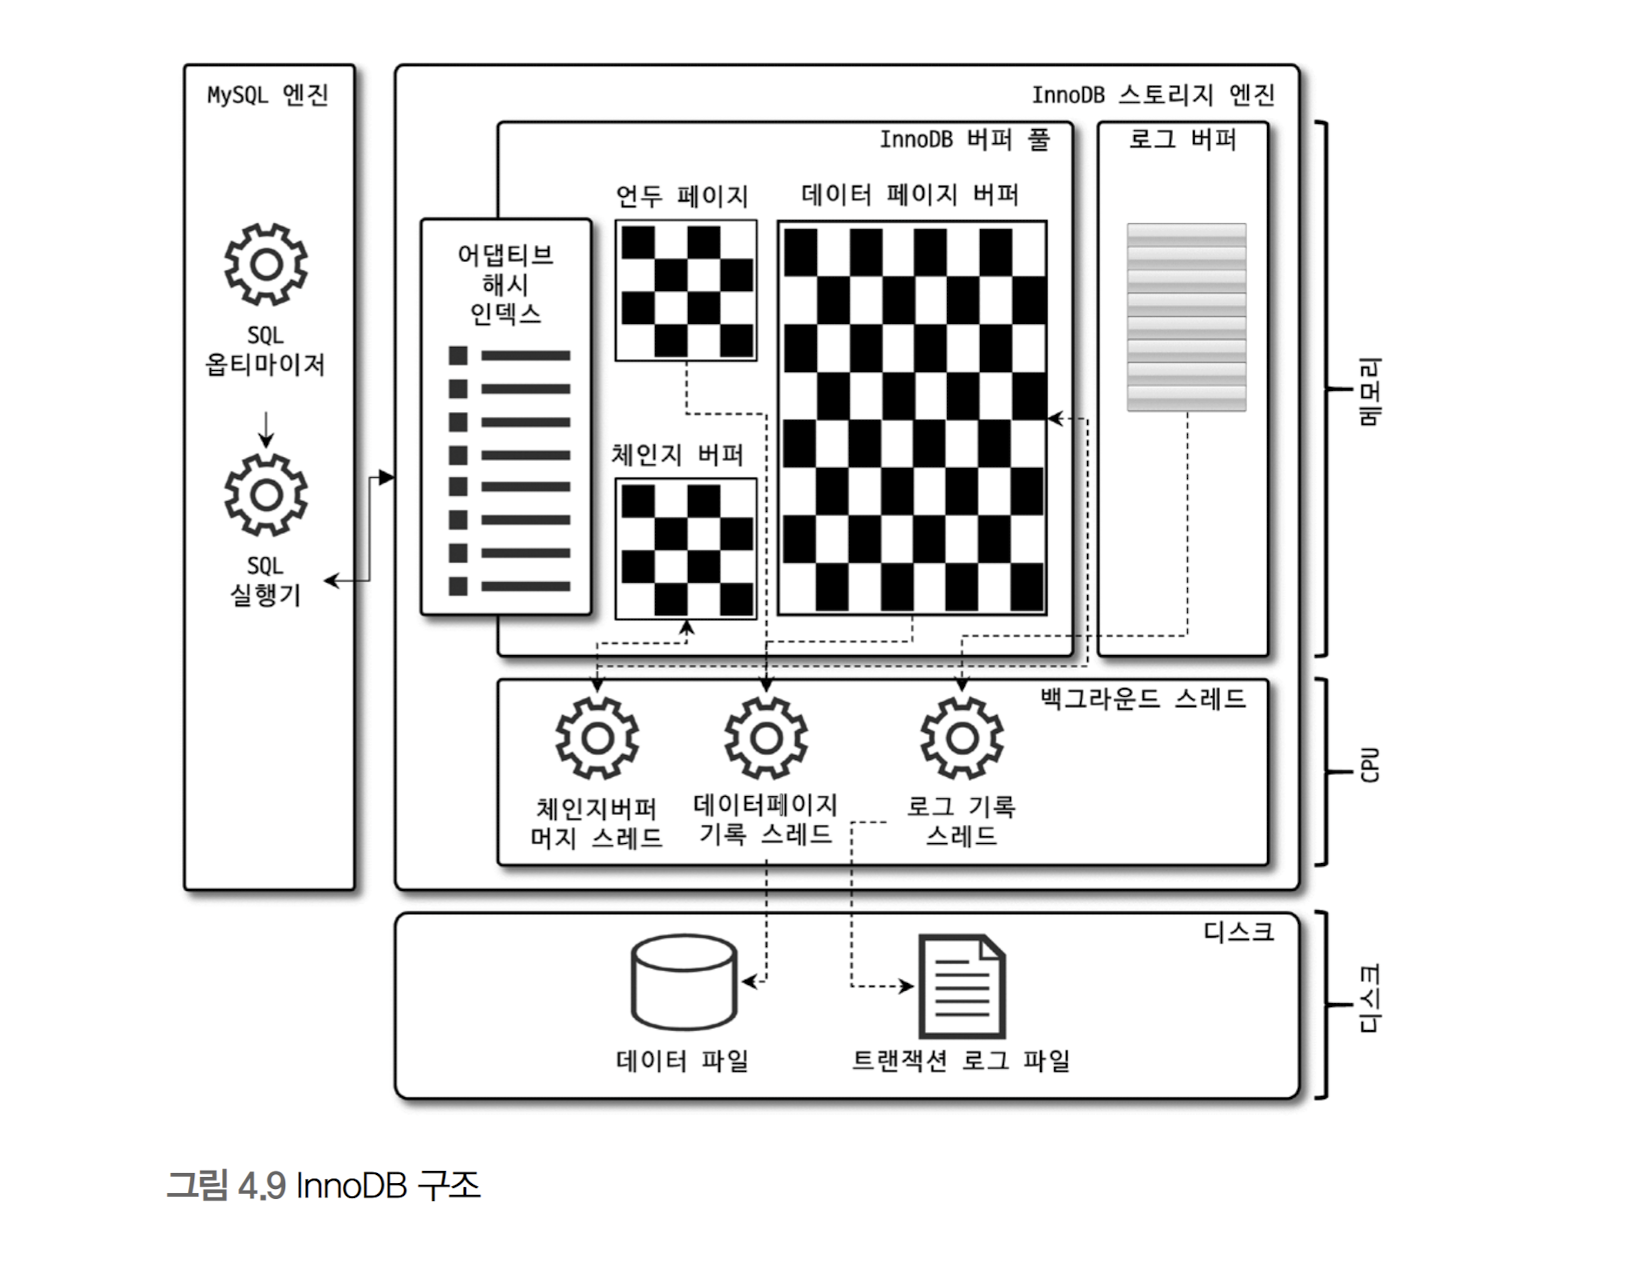 MySQL 엔진
SQL
옵티마이저
SQL
실행기
InnoDB 스토리지 엔진
InnoDB 버퍼 풀
어댑티브
해시
인덱스
언두 페이지
데이터 페이지 버퍼
체인지 버퍼
로그 버퍼
메모리
백그라운드 스레드
체인지버퍼
머지 스레드
데이터페이지
기록 스레드
로그 기록
스레드
CPU
디스크
데이터 파일
트랜잭션 로그 파일
디스크
그림 4.9 InnoDB 구조